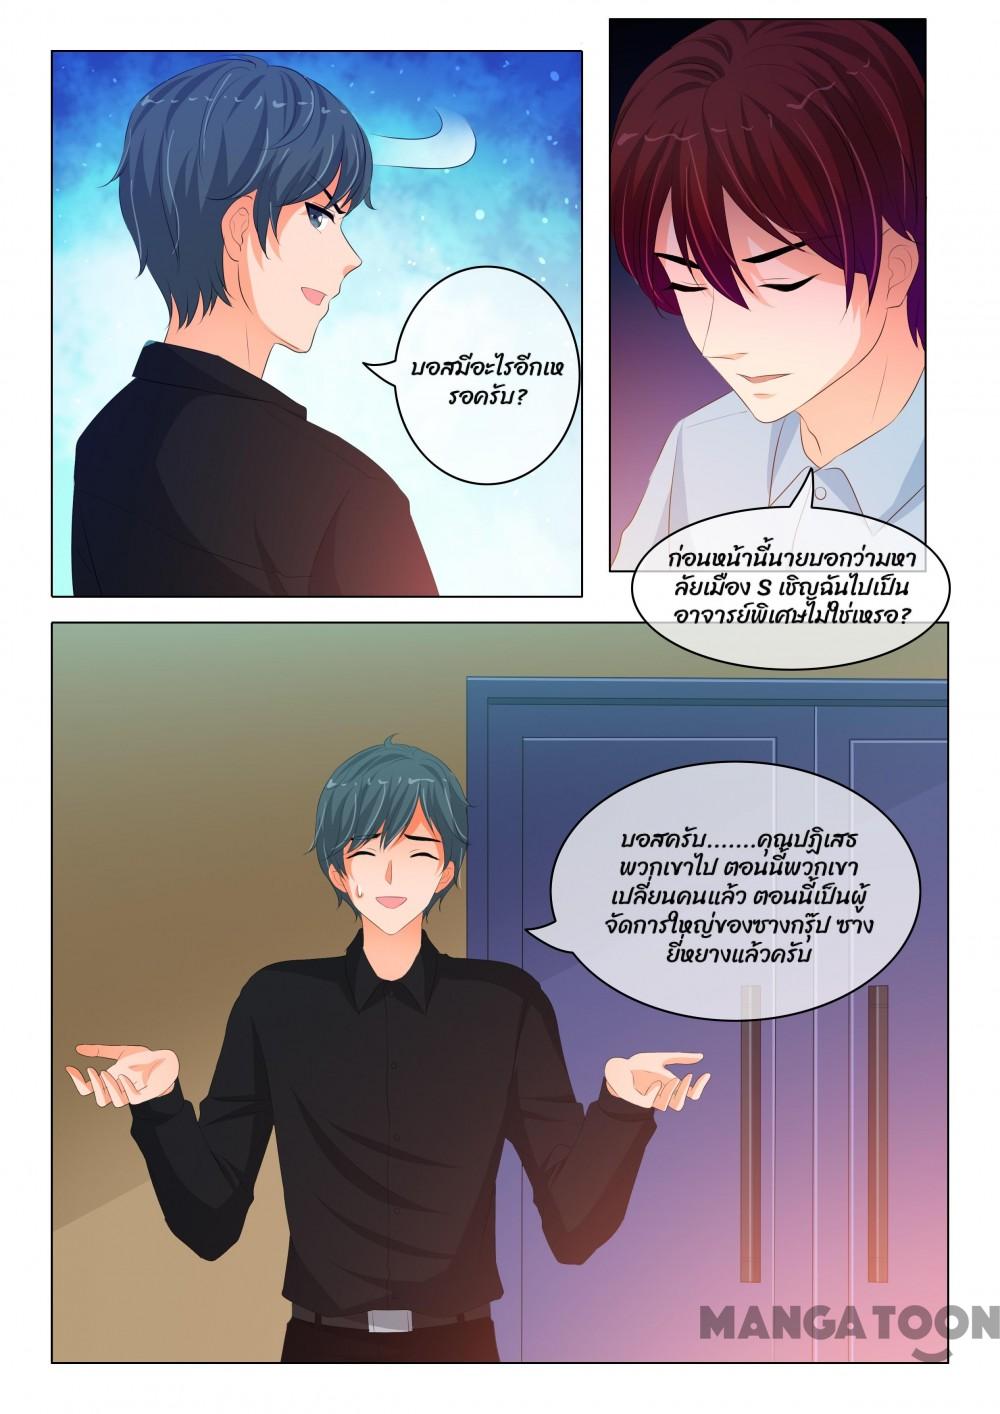 บอสมีอะไรอีกเห
รอครับ?
ก่อนหน้านี้นายบอกว่ามหา
ลัยเมือง S เชิญฉันไปเป็น
อาจารย์พิเศษไม่ใช่เหรอ?
บอสครับ.......คุณปฏิเสธ
พวกเขาไป ตอนนี้พวกเขา
เปลี่ยนคนแล้ว ตอนนี้เป็นผู้
จัดการใหญ่ของซางกรุ๊ป ซาง
ยี่หยางแล้วครับ
MANGATOON